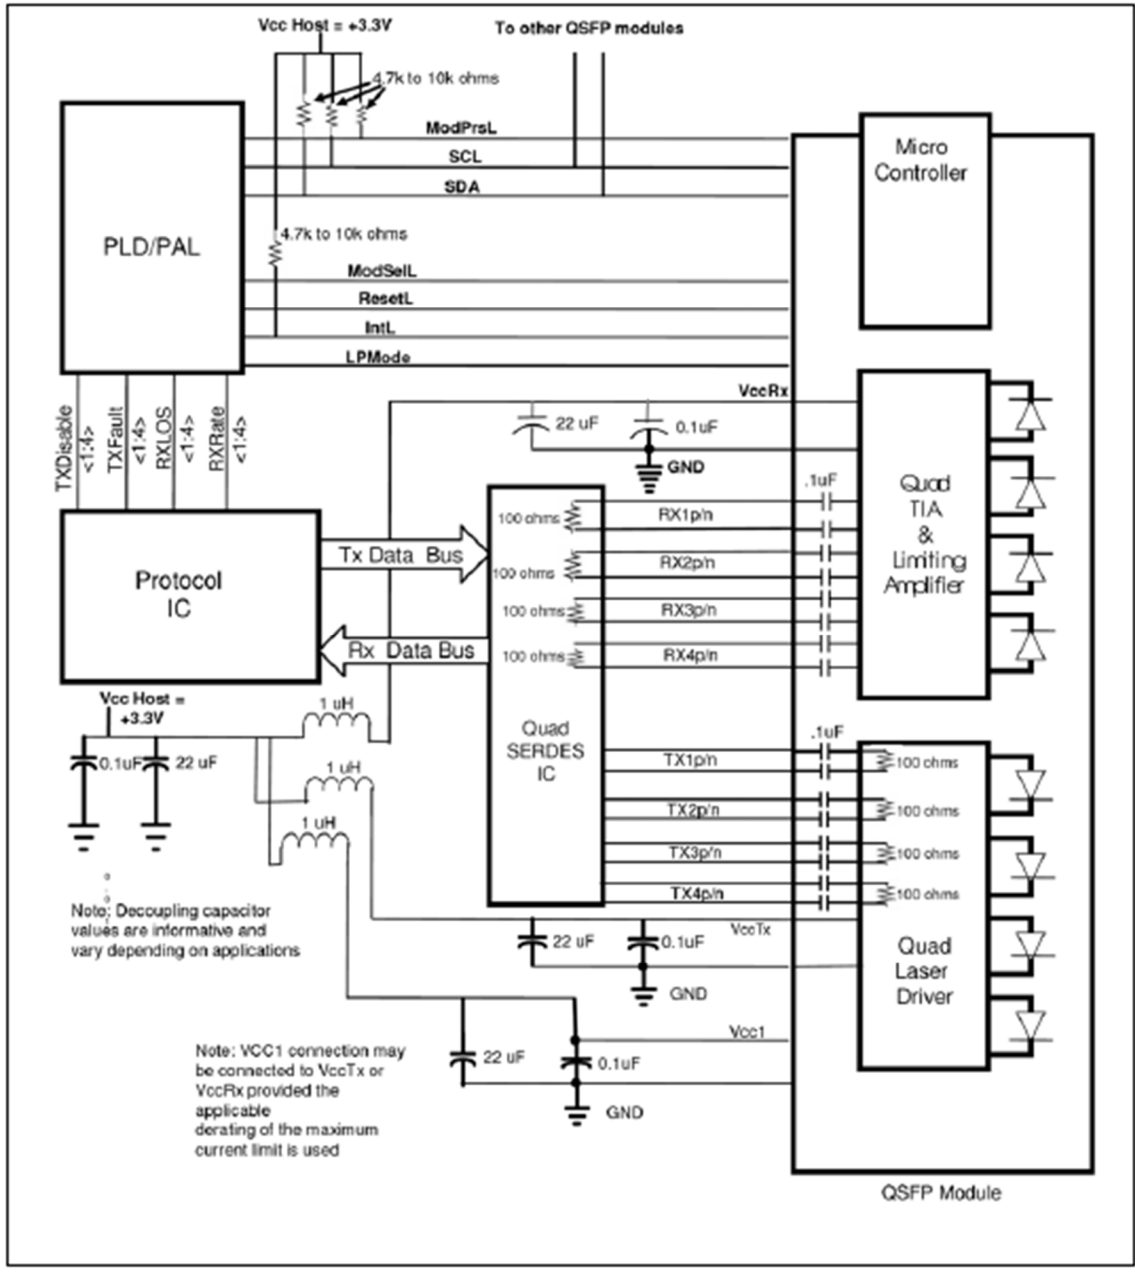 Vcc Host = +3.3V
To other QSFP modules
4.7k to 10k ohms
ModPrsL
SCL
SDA
4.7k to 10k ohms
ModSelL
ResetL
IntL
LPMode
PLD/PAL
Micro
Controller
TXDisable
<1:4>
TXFault
<1:4>
RXLOS
<1:4>
RXRate
<1:4>
VccRx
22 uF
0.1uF
GND
.1uF
Quad
TIA
&
Limiting
Amplifier
100 ohms
RX1p/n
100 ohms
RX2p/n
100 ohms
RX3p/n
100 ohms
RX4p/n
Tx Data Bus
Protocol
IC
Rx Data Bus
Vcc Host =
+3.3V
0.1uF
22 uF
1 uH
1 uH
1 uH
Quad
SERDES
IC
.1uF
TX1p/n
100 ohms
TX2p/n
100 ohms
TX3p/n
100 ohms
TX4p/n
100 ohms
Note: Decoupling capacitor
values are informative and
vary depending on applications
VccTx
22 uF
0.1uF
GND
Quad
Laser
Driver
Vcc1
22 uF
0.1uF
GND
Note: VCC1 connection may
be connected to VccTx or
VccRx provided the
applicable
derating of the maximum
current limit is used
QSFP Module